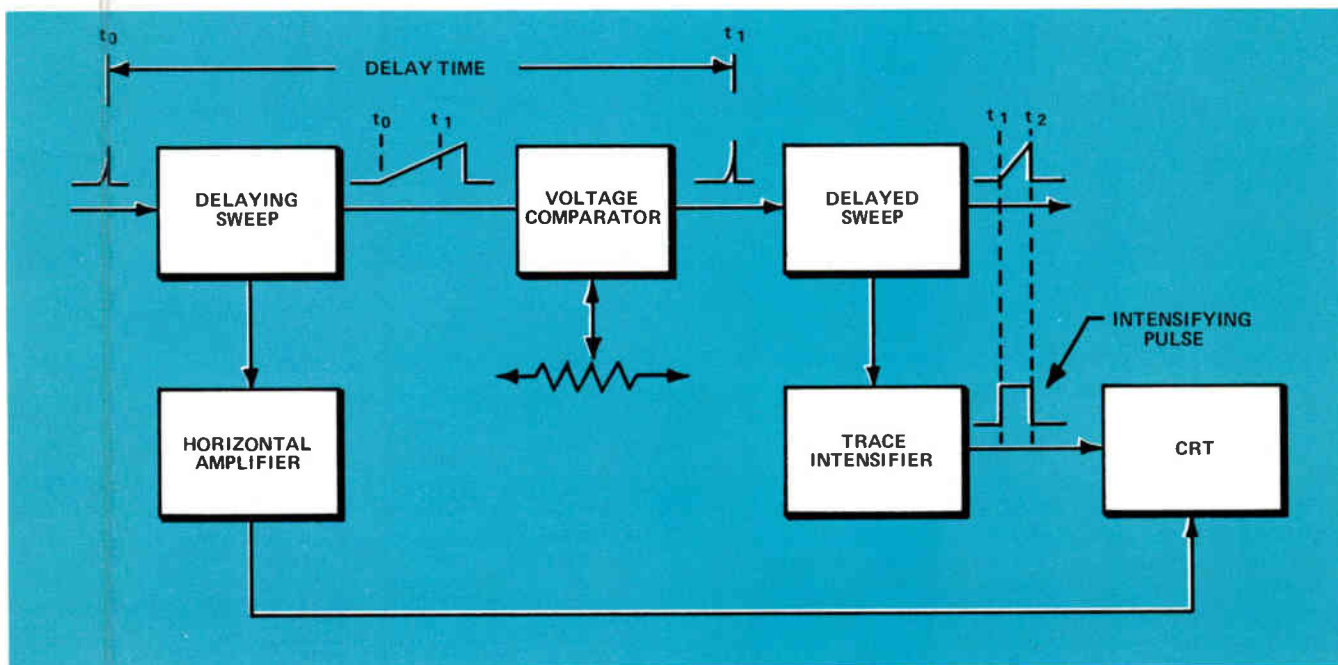 t0
DELAY TIME
t1
t0
t1
t1
t2
DELAYING
SWEEP
VOLTAGE
COMPARATOR
DELAYED
SWEEP
INTENSIFYING
PULSE
HORIZONTAL
AMPLIFIER
TRACE
INTENSIFIER
CRT